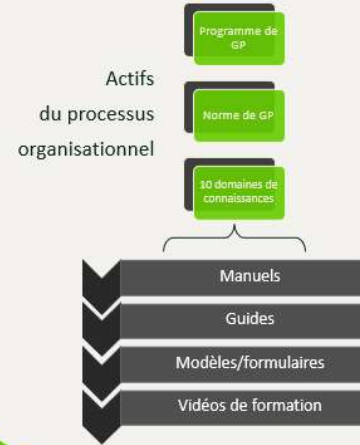 Programme de
GP
Actifs
du processus
organisationnel
Norme de GP
10 domaines de
connaissances
Manuels
Guides
Modèles/formulaires
Vidéos de formation